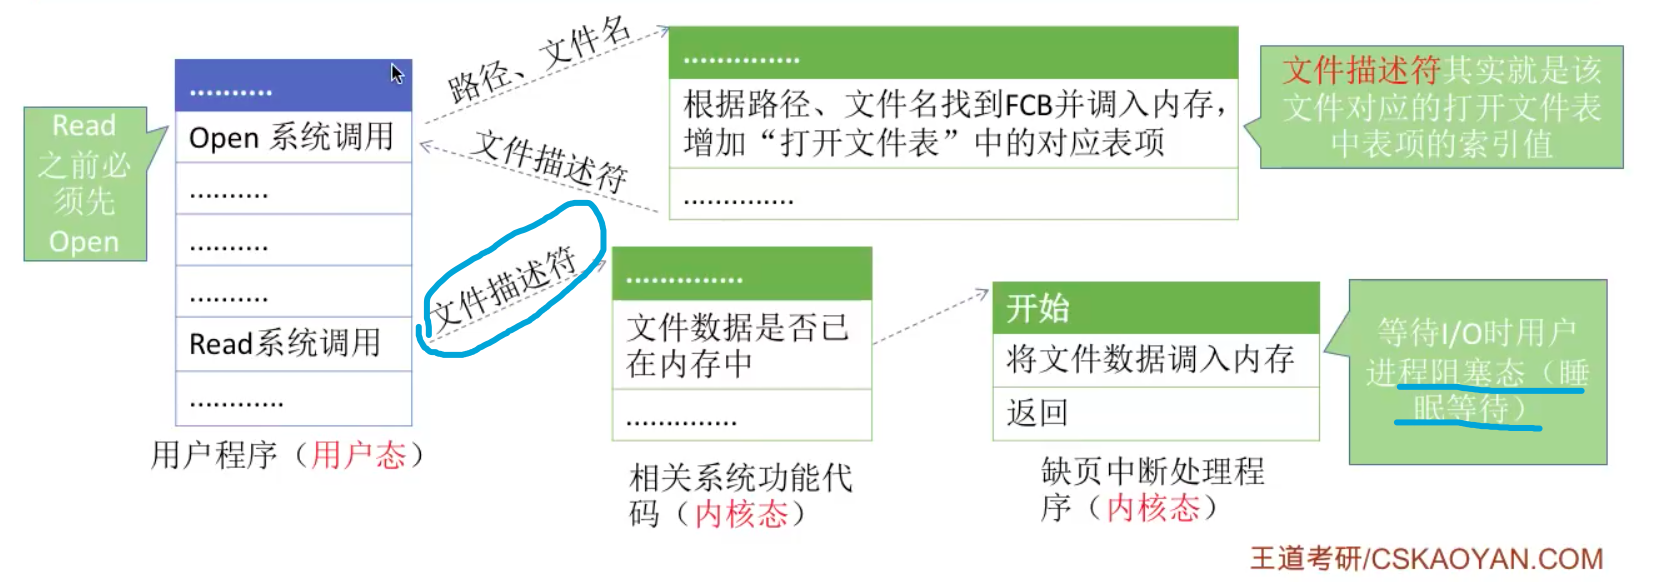 Read
之前必
须先
Open
..........
Open 系统调用
..........
..........
..........
Read系统调用
............
用户程序（用户态）
路径、文件名
文件描述符
文件描述符
..............
根据路径、文件名找到FCB并调入内存，
增加“打开文件表”中的对应表项
..............
文件描述符其实就是该
文件对应的打开文件表
中表项的索引值
..............
文件数据是否已
在内存中
..............
相关系统功能代
码（内核态）
开始
将文件数据调入内存
返回
缺页中断处理程
序（内核态）
等待I/O时用户
进程阻塞态（睡
眠等待）
王道考研/CSKAOYAN.COM